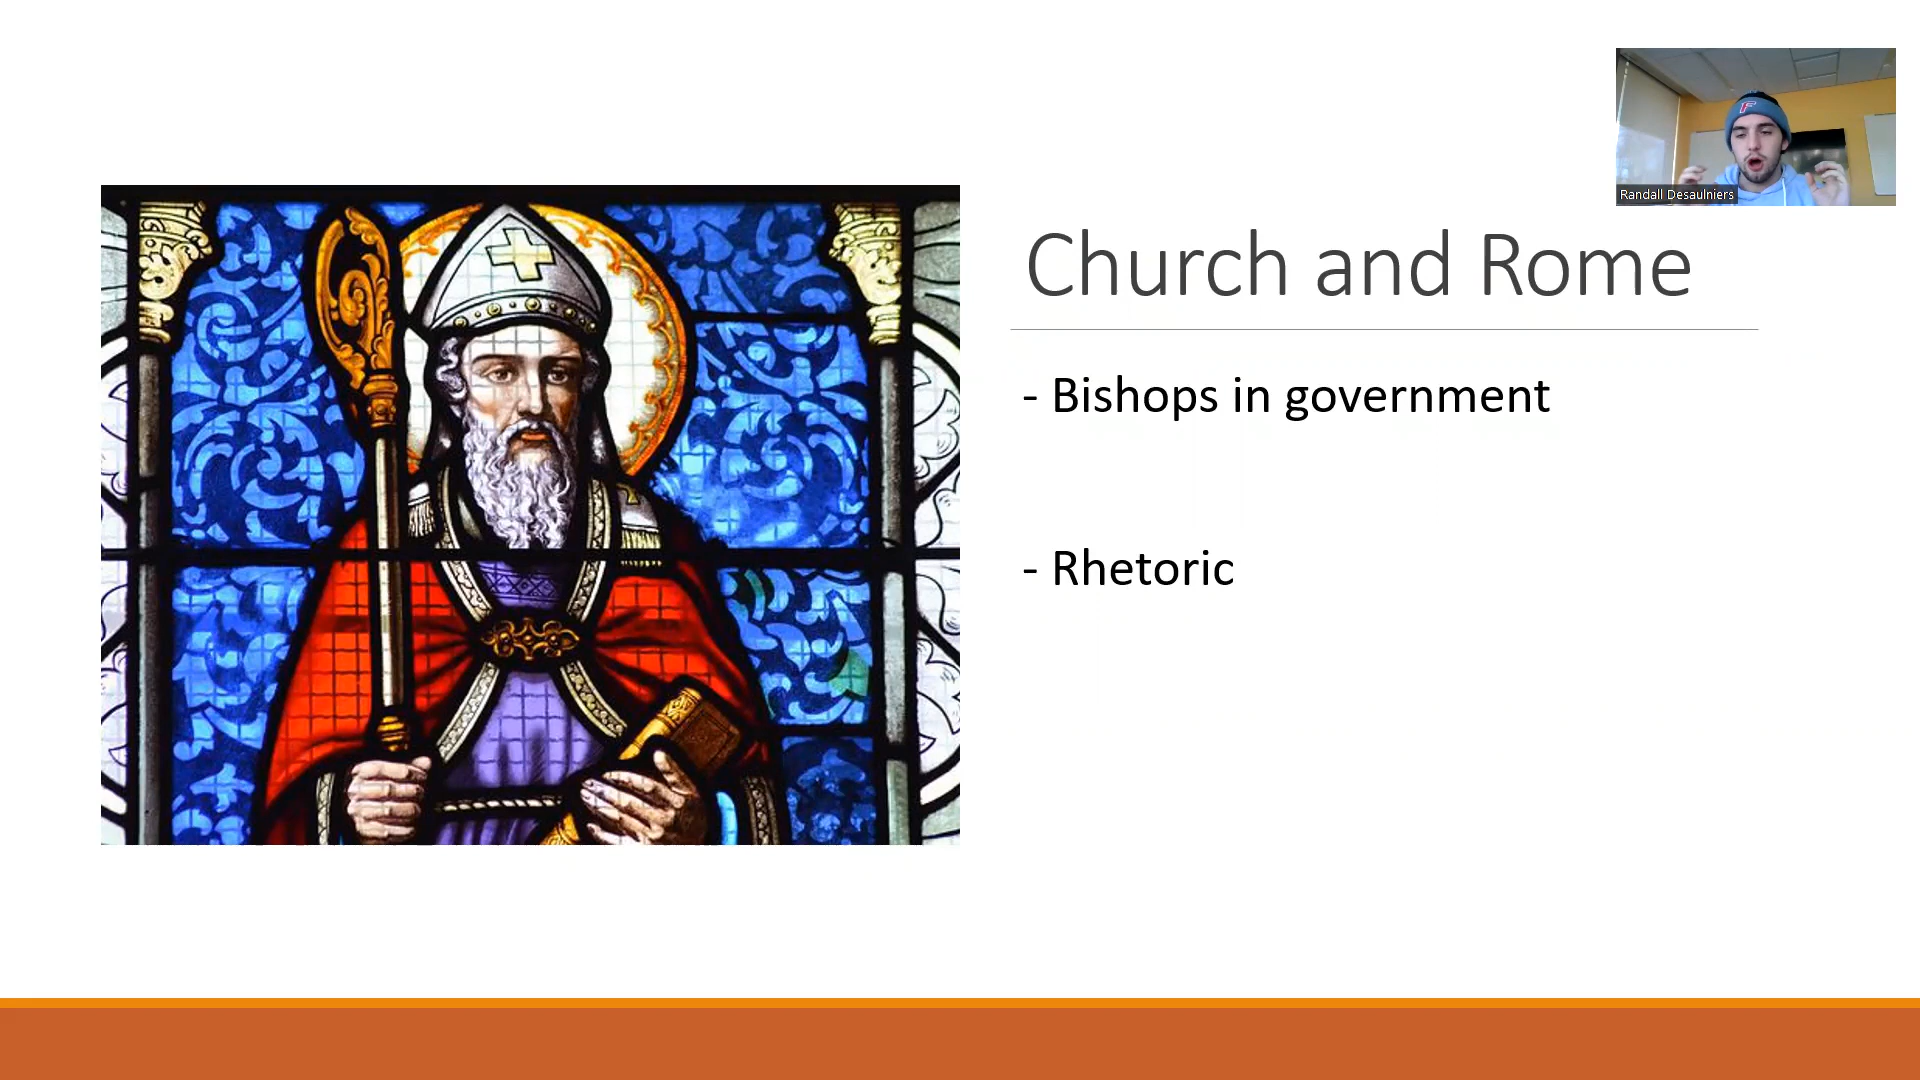 Randall Desaulniers
Church and Rome
- Bishops in government
- Rhetoric
F